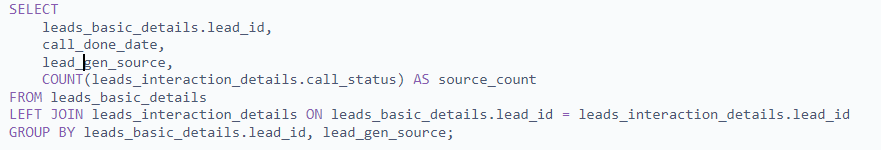 SELECT
leads_basic_details.lead_id,
call_done_date,
lead_gen_source,
COUNT(leads_interaction_details.call_status) AS source_count
FROM leads_basic_details
LEFT JOIN leads_interaction_details ON leads_basic_details.lead_id = leads_interaction_details.lead_id
GROUP BY leads_basic_details.lead_id, lead_gen_source;